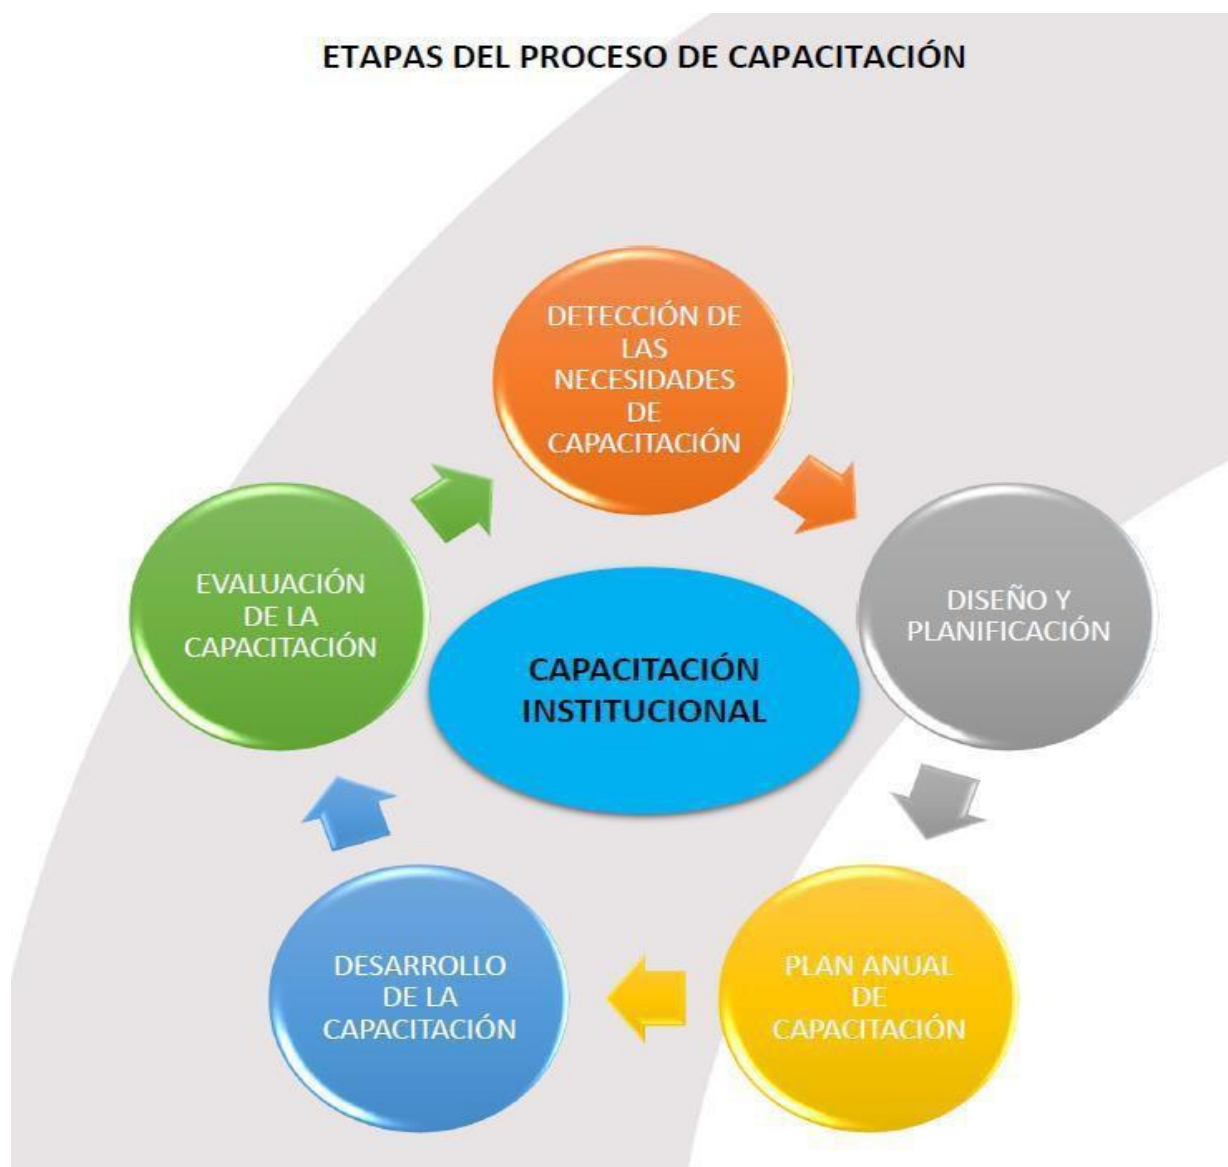 ETAPAS DEL PROCESO DE CAPACITACIÓN
DETECCIÓN DE
LAS
NECESIDADES
DE
CAPACITACIÓN
DISEÑO Y
PLANIFICACIÓN
PLAN ANUAL
DE
CAPACITACIÓN
DESARROLLO
DE LA
CAPACITACIÓN
EVALUACIÓN
DE LA
CAPACITACIÓN
CAPACITACIÓN
INSTITUCIONAL